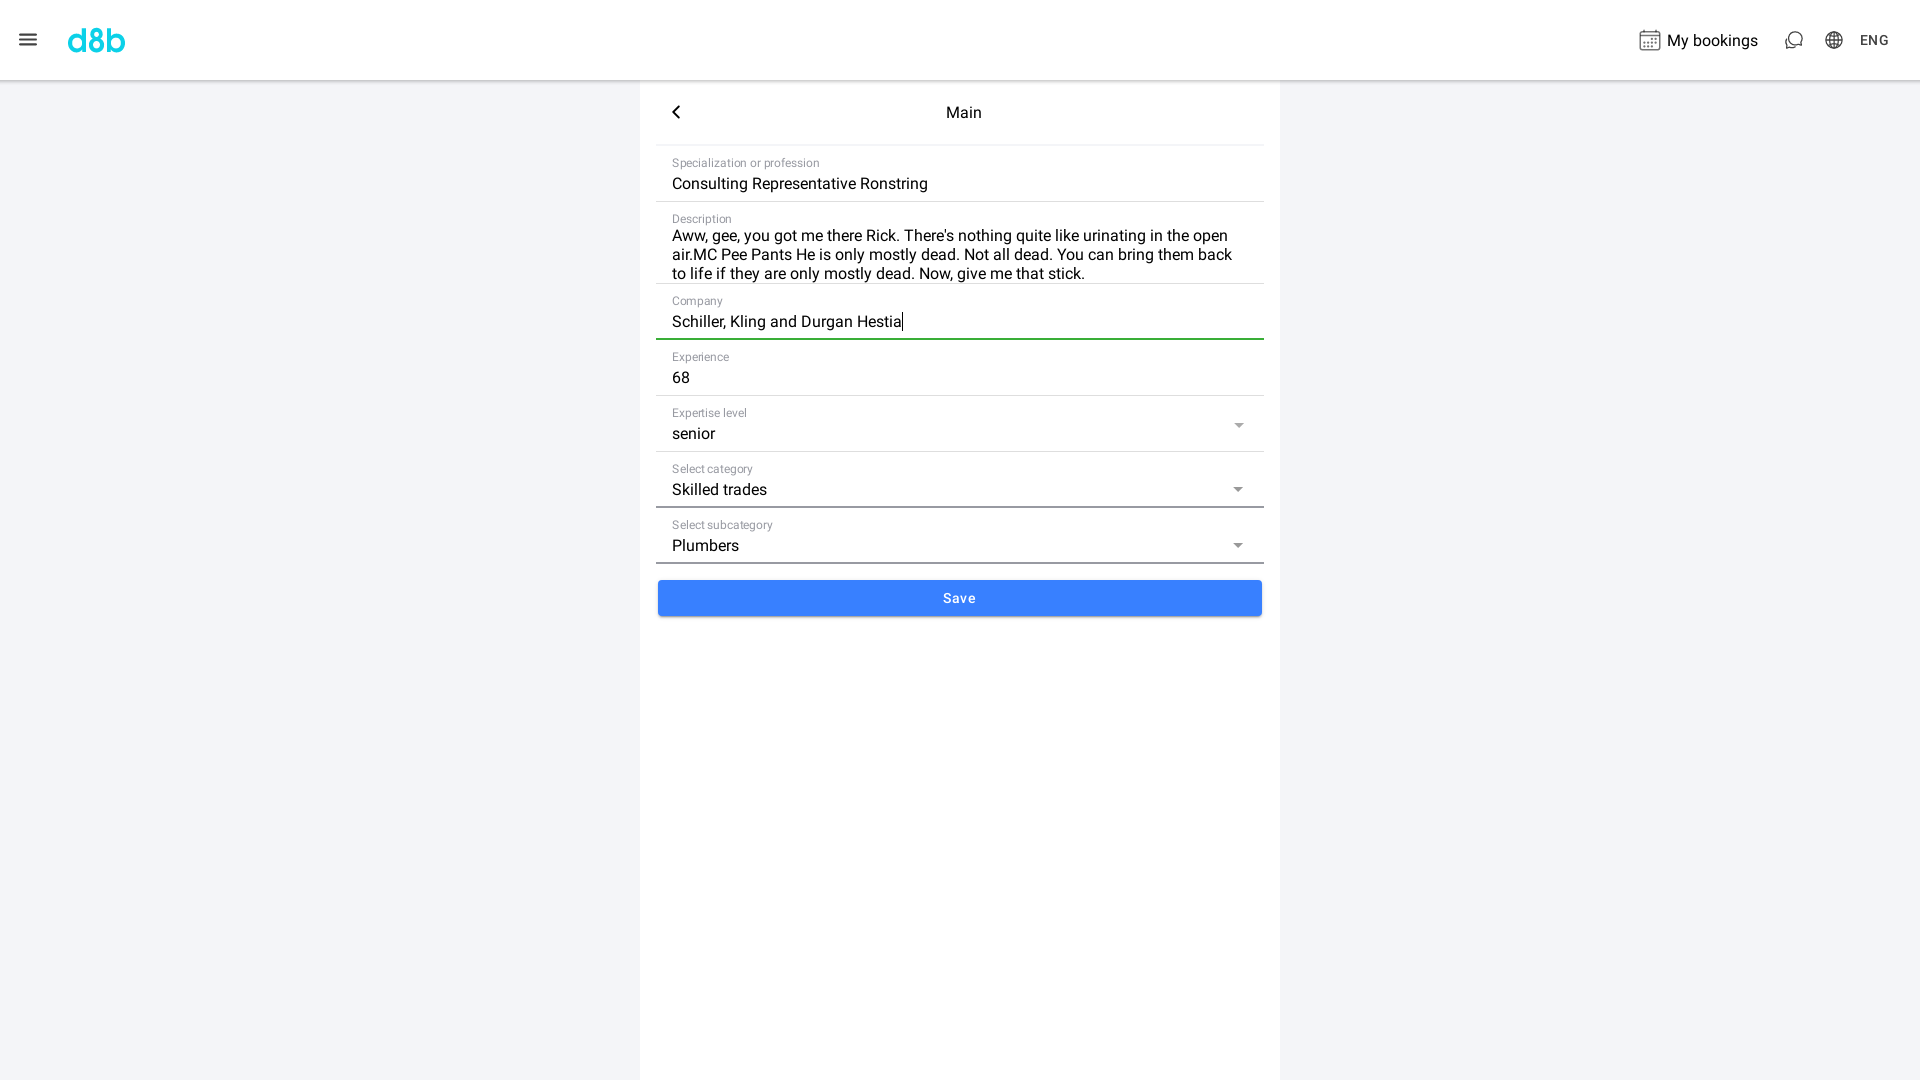 d8b
My bookings
ENG
Main
Specialization or profession
Consulting Representative Ronstring
Description
Aww, gee, you got me there Rick. There's nothing quite like urinating in the open
air.MC Pee Pants He is only mostly dead. Not all dead. You can bring them back
to life if they are only mostly dead. Now, give me that stick.
Company
Schiller, Kling and Durgan Hestia
Experience
68
Expertise level
senior
Select category
Skilled trades
Select subcategory
Plumbers
Save